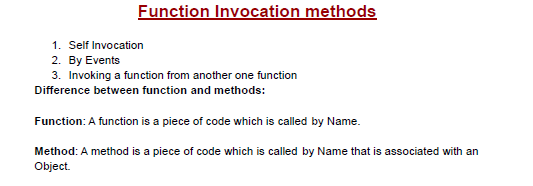 Function Invocation methods
1. Self Invocation
2. By Events
3. Invoking a function from another one function
Difference between function and methods:
Function: A function is a piece of code which is called by Name.
Method: A method is a piece of code which is called by Name that is associated with an
Object.